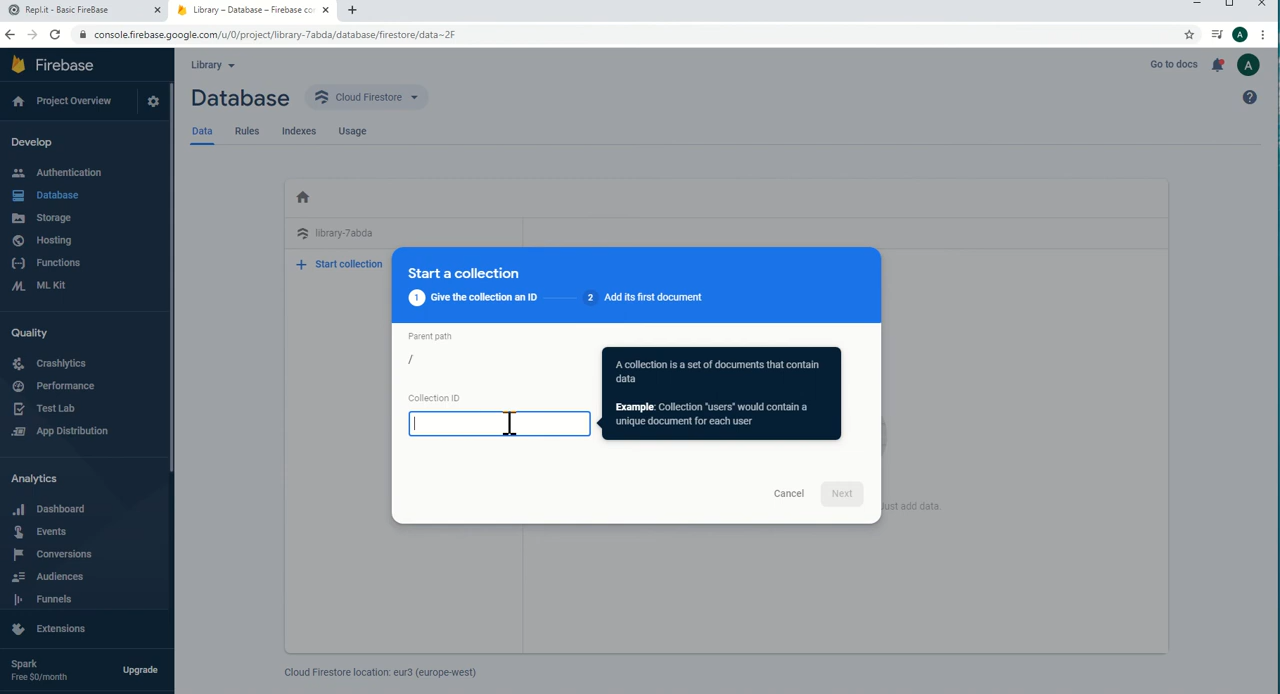 Repl.it - Basic FireBase
Library – Database – Firebase co
console.firebase.google.com/u/0/project/library-7abda/database/firestore/data~2F
A
Firebase
Library
Go to docs
A
Project Overview
Database
Cloud Firestore
Data
Rules
Indexes
Usage
Develop
Authentication
Database
Storage
Hosting
Functions
ML Kit
Quality
Crashlytics
Performance
Test Lab
App Distribution
Analytics
Dashboard
Events
Conversions
Audiences
Funnels
Extensions
Spark
Free $0/month
Upgrade
library-7abda
Start collection
Start a collection
1 Give the collection an ID
2 Add its first document
Parent path
/
Collection ID
A collection is a set of documents that contain
data
Example: Collection "users" would contain a
unique document for each user
Cancel
Next
Just add data.
Cloud Firestore location: eur3 (europe-west)